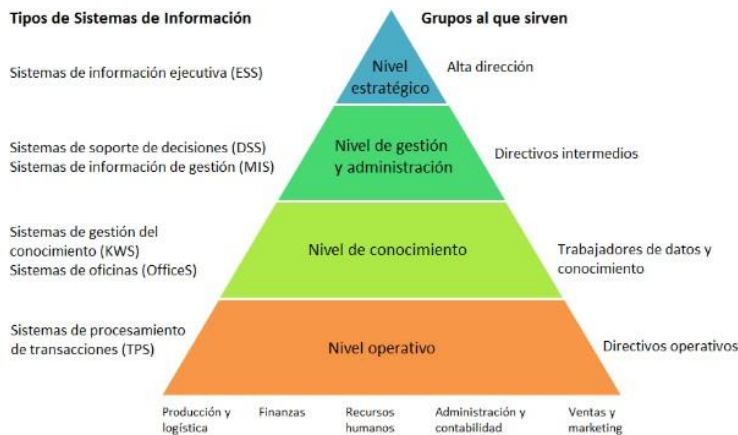 Tipos de Sistemas de Información
Grupos al que sirven
Sistemas de información ejecutiva (ESS)
Nivel
estratégico
Alta dirección
Sistemas de soporte de decisiones (DSS)
Sistemas de información de gestión (MIS)
Nivel de gestión
y administración
Directivos intermedios
Sistemas de gestión del
conocimiento (KWS)
Sistemas de oficinas (OfficeS)
Nivel de conocimiento
Trabajadores de datos y
conocimiento
Sistemas de procesamiento
de transacciones (TPS)
Nivel operativo
Directivos operativos
Producción y
logística
Finanzas
Recursos
humanos
Administración y
contabilidad
Ventas y
marketing